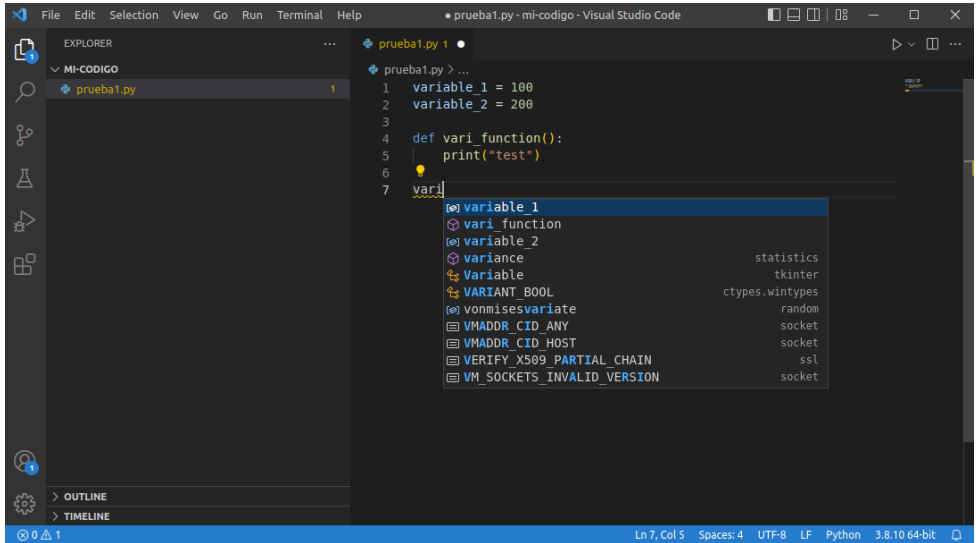 File Edit Selection View Go Run Terminal Help
● prueba1.py - mi-codigo - Visual Studio Code
EXPLORER
MI-CODIGO
prueba1.py 1
OUTLINE
TIMELINE
prueba1.py 1 ●
prueba1.py > ...
1 variable_1 = 100
2 variable_2 = 200
3
4 def vari_function():
5 print("test")
6
7 vari
variable_1
vari_function
variable_2
variance statistics
Variable tkinter
VARIANT_BOOL ctypes.wintypes
vonmisesvariate random
VMADDR_CID_ANY socket
VMADDR_CID_HOST socket
VERIFY_X509_PARTIAL_CHAIN ssl
VM_SOCKETS_INVALID_VERSION socket
1
1
0 1 Ln 7, Col 5 Spaces: 4 UTF-8 LF Python 3.8.10 64-bit